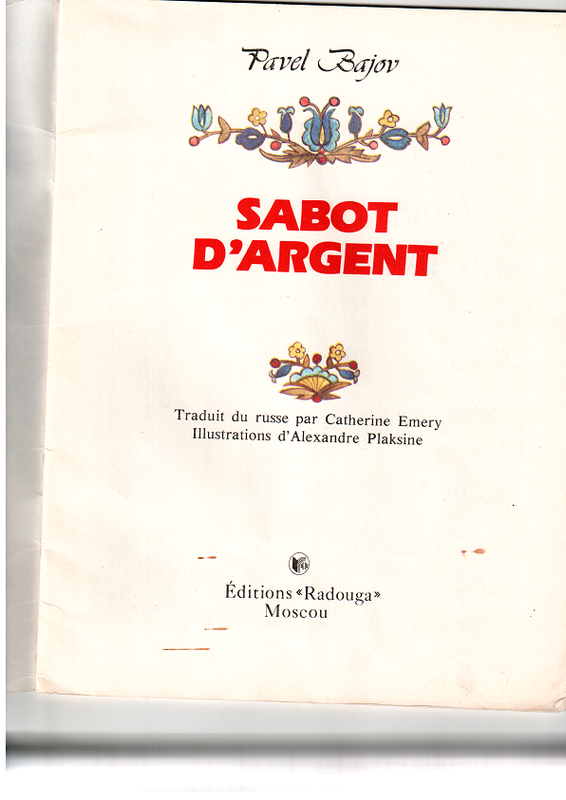 Pavel Bajov
SABOT
D'ARGENT
Traduit du russe par Catherine Emery
Illustrations d'Alexandre Plaksine
Éditions «Radouga»
Moscou